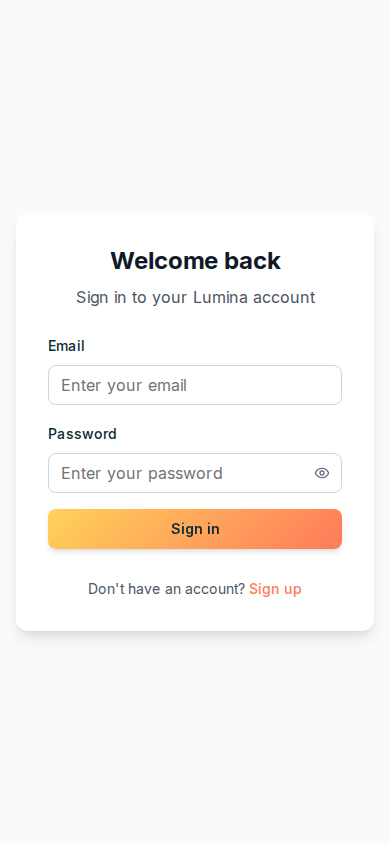 Welcome back
Sign in to your Lumina account
Email
Enter your email
Password
Enter your password
Sign in
Don't have an account? Sign up